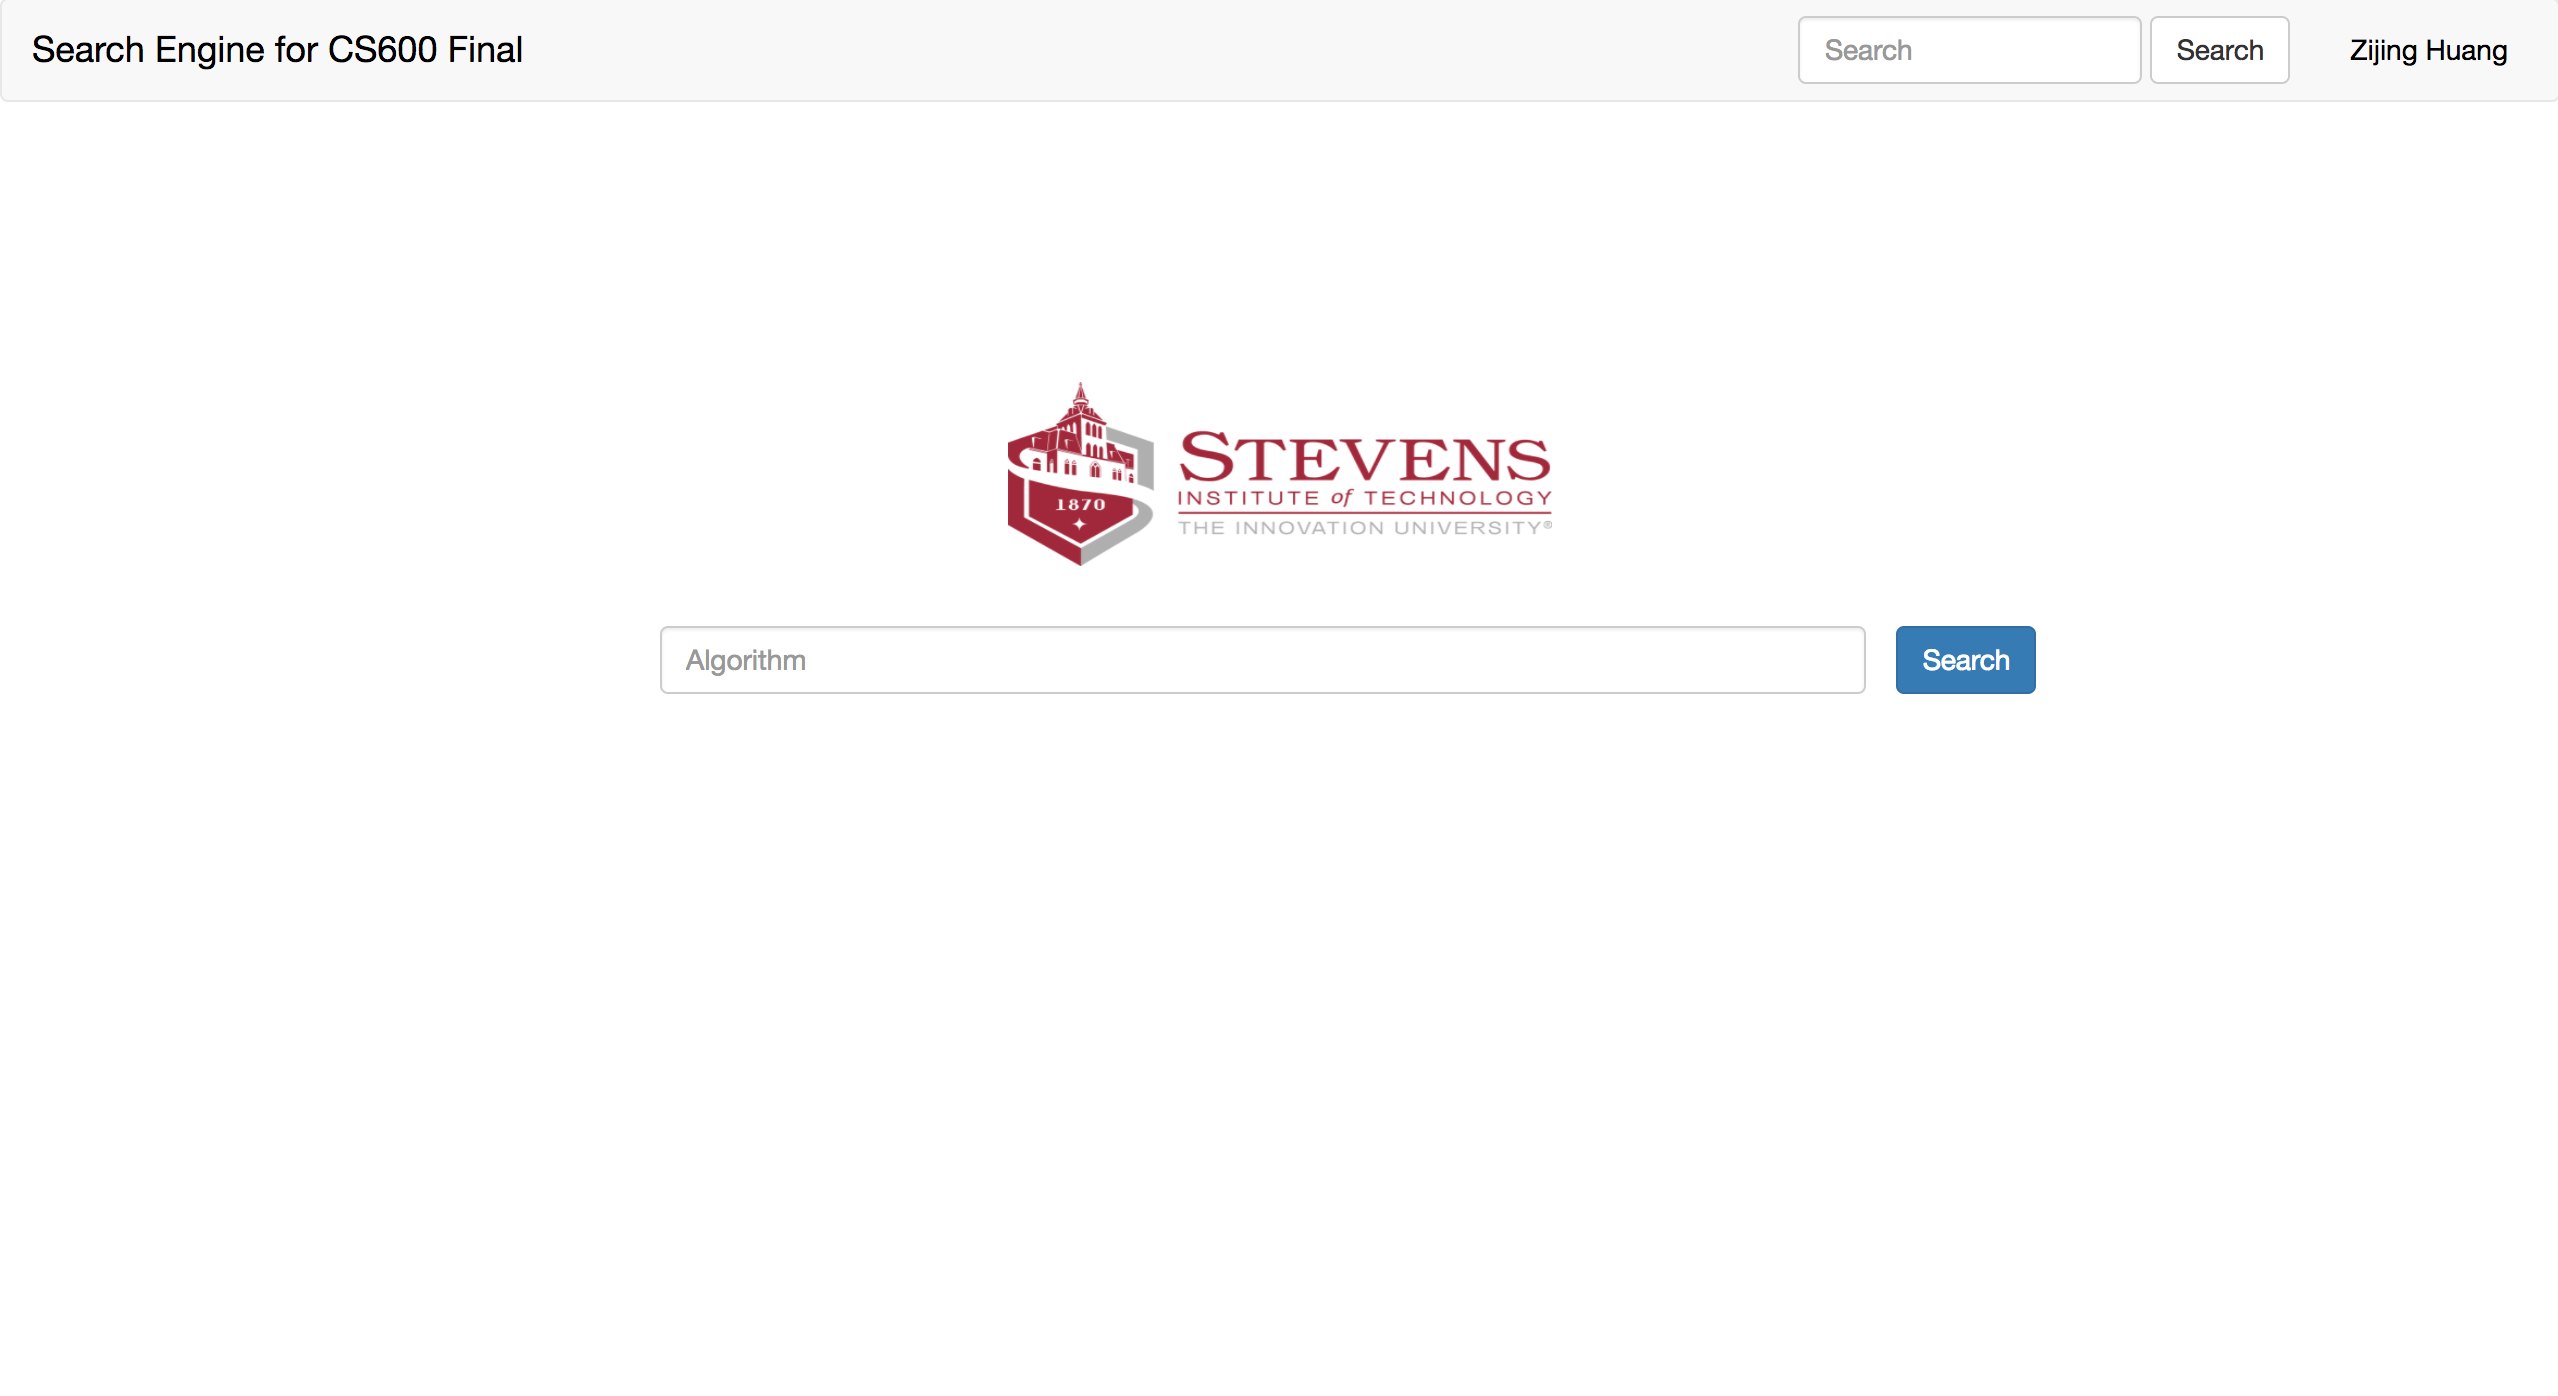 Search Engine for CS600 Final
Search
Search
Zijing Huang
1870
STEVENS
INSTITUTE of TECHNOLOGY
THE INNOVATION UNIVERSITY®
Algorithm
Search